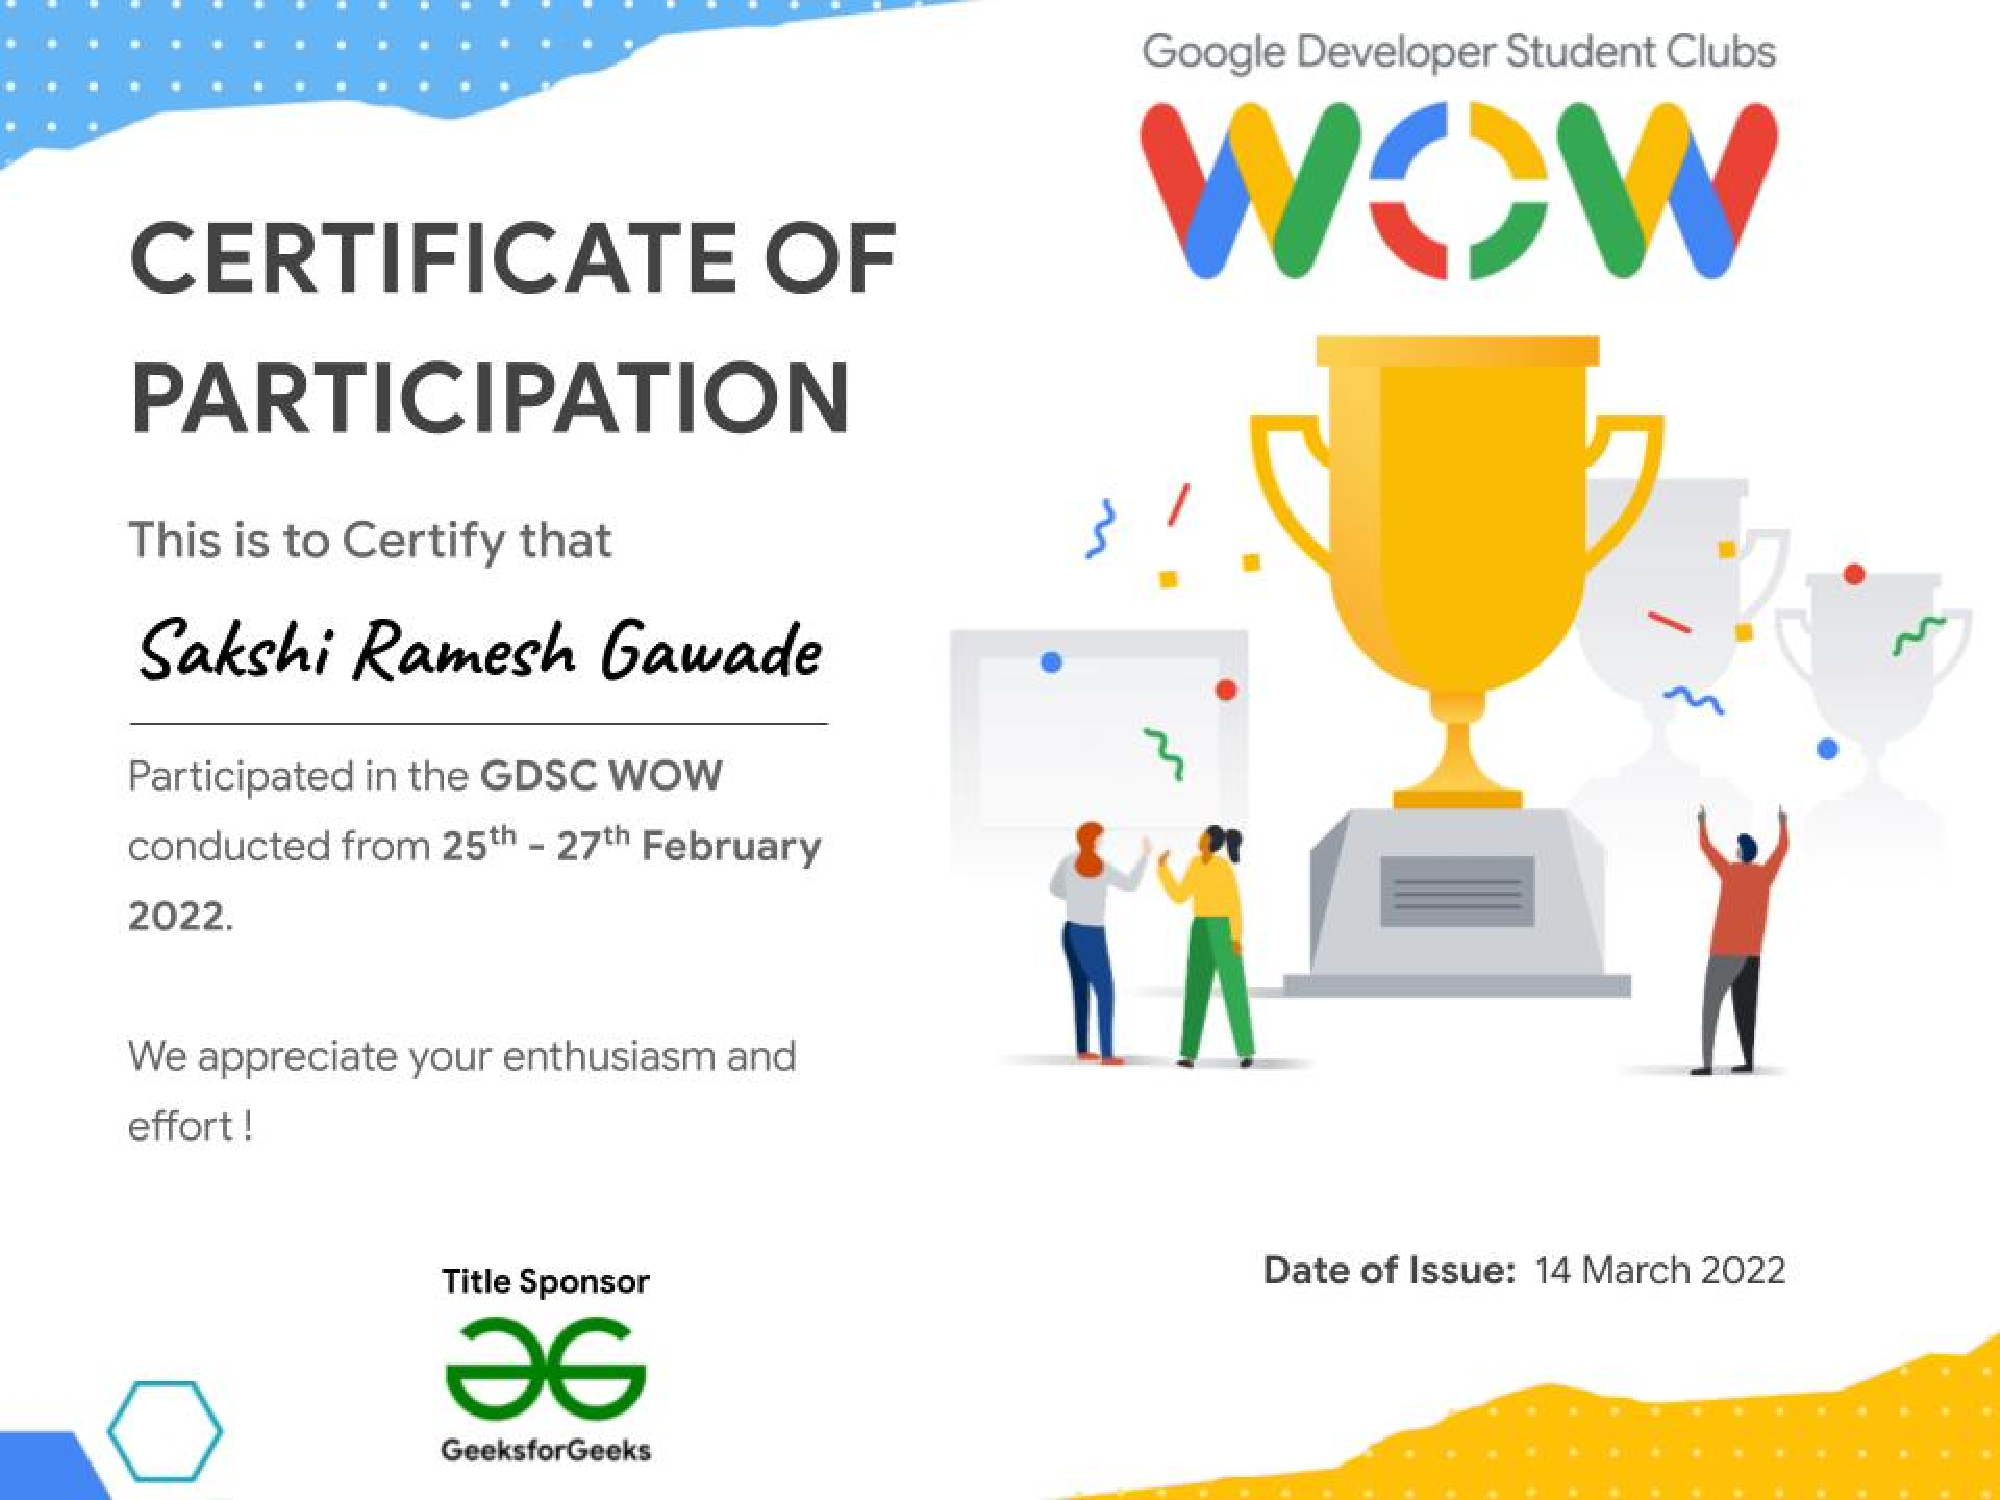 Google Developer Student Clubs
WOW
CERTIFICATE OF
PARTICIPATION
This is to Certify that
Sakshi Ramesh Gawade
Participated in the GDSC WOW
conducted from 25th - 27th February
2022.
We appreciate your enthusiasm and
effort !
Title Sponsor
GeeksforGeeks
Date of Issue: 14 March 2022